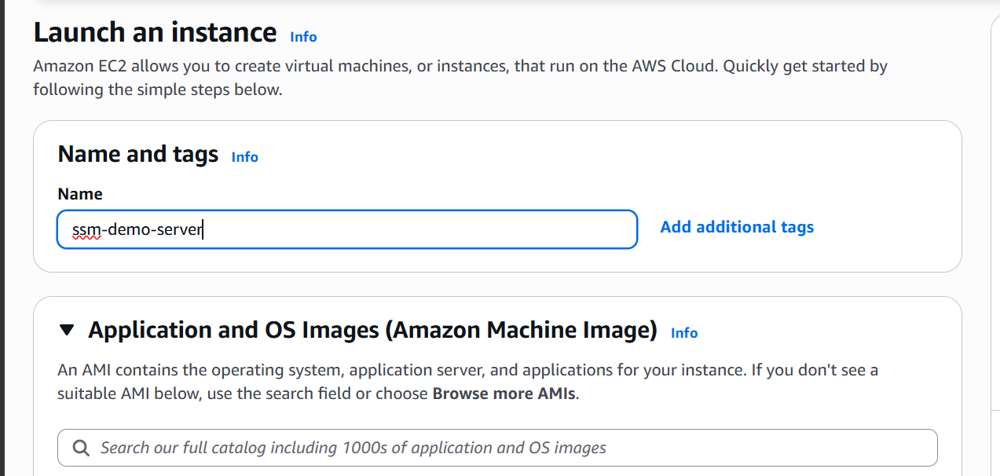 Launch an instance Info
Amazon EC2 allows you to create virtual machines, or instances, that run on the AWS Cloud. Quickly get started by
following the simple steps below.
Name and tags Info
Name
ssm-demo-server
Add additional tags
Application and OS Images (Amazon Machine Image) Info
An AMI contains the operating system, application server, and applications for your instance. If you don't see a
suitable AMI below, use the search field or choose Browse more AMIs.
Search our full catalog including 1000s of application and OS images